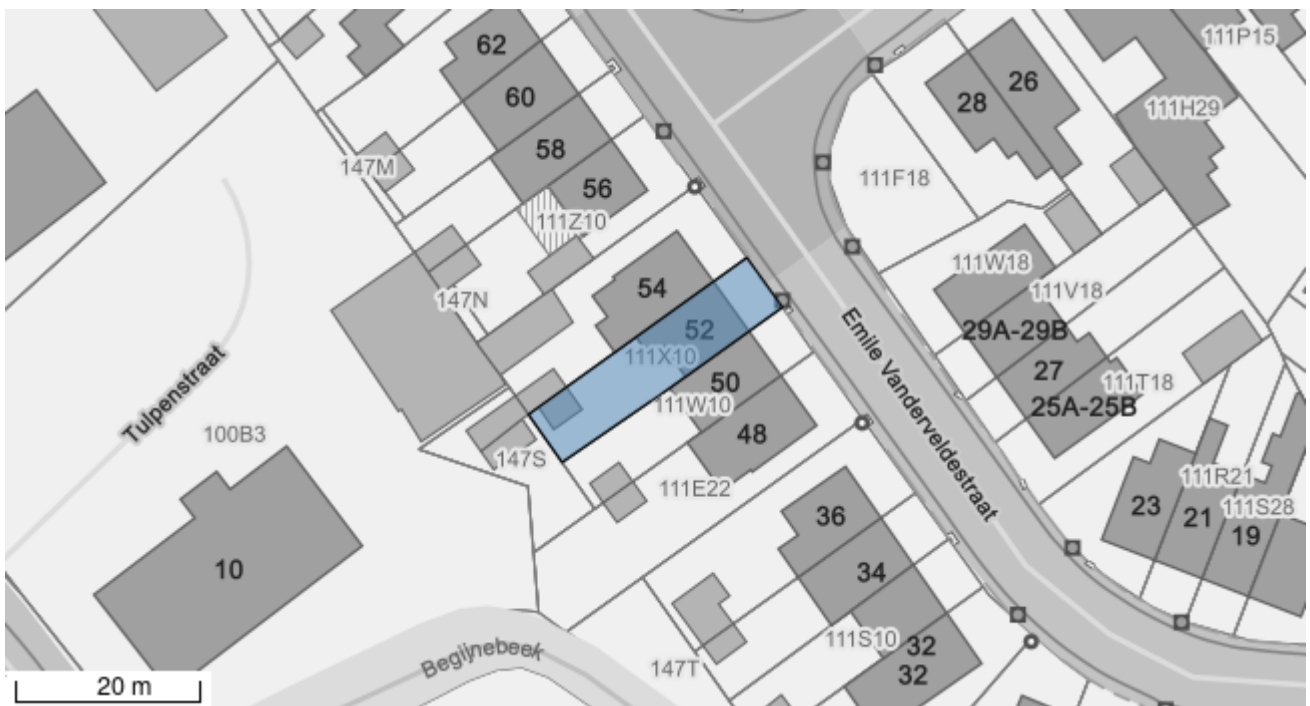 62
60
58
56
147M
111Z10
147N
54
52
111X10
50
111W10
48
147S
111E22
Tulpenstraat
100B3
10
Begijnebeek
147T
36
34
111S10
32
32
Emile Vanderveldestraat
28
26
111P15
111H29
111F18
111W18
111V18
29A-29B
27
111T18
25A-25B
23
21
19
111R21
111S28
20 m